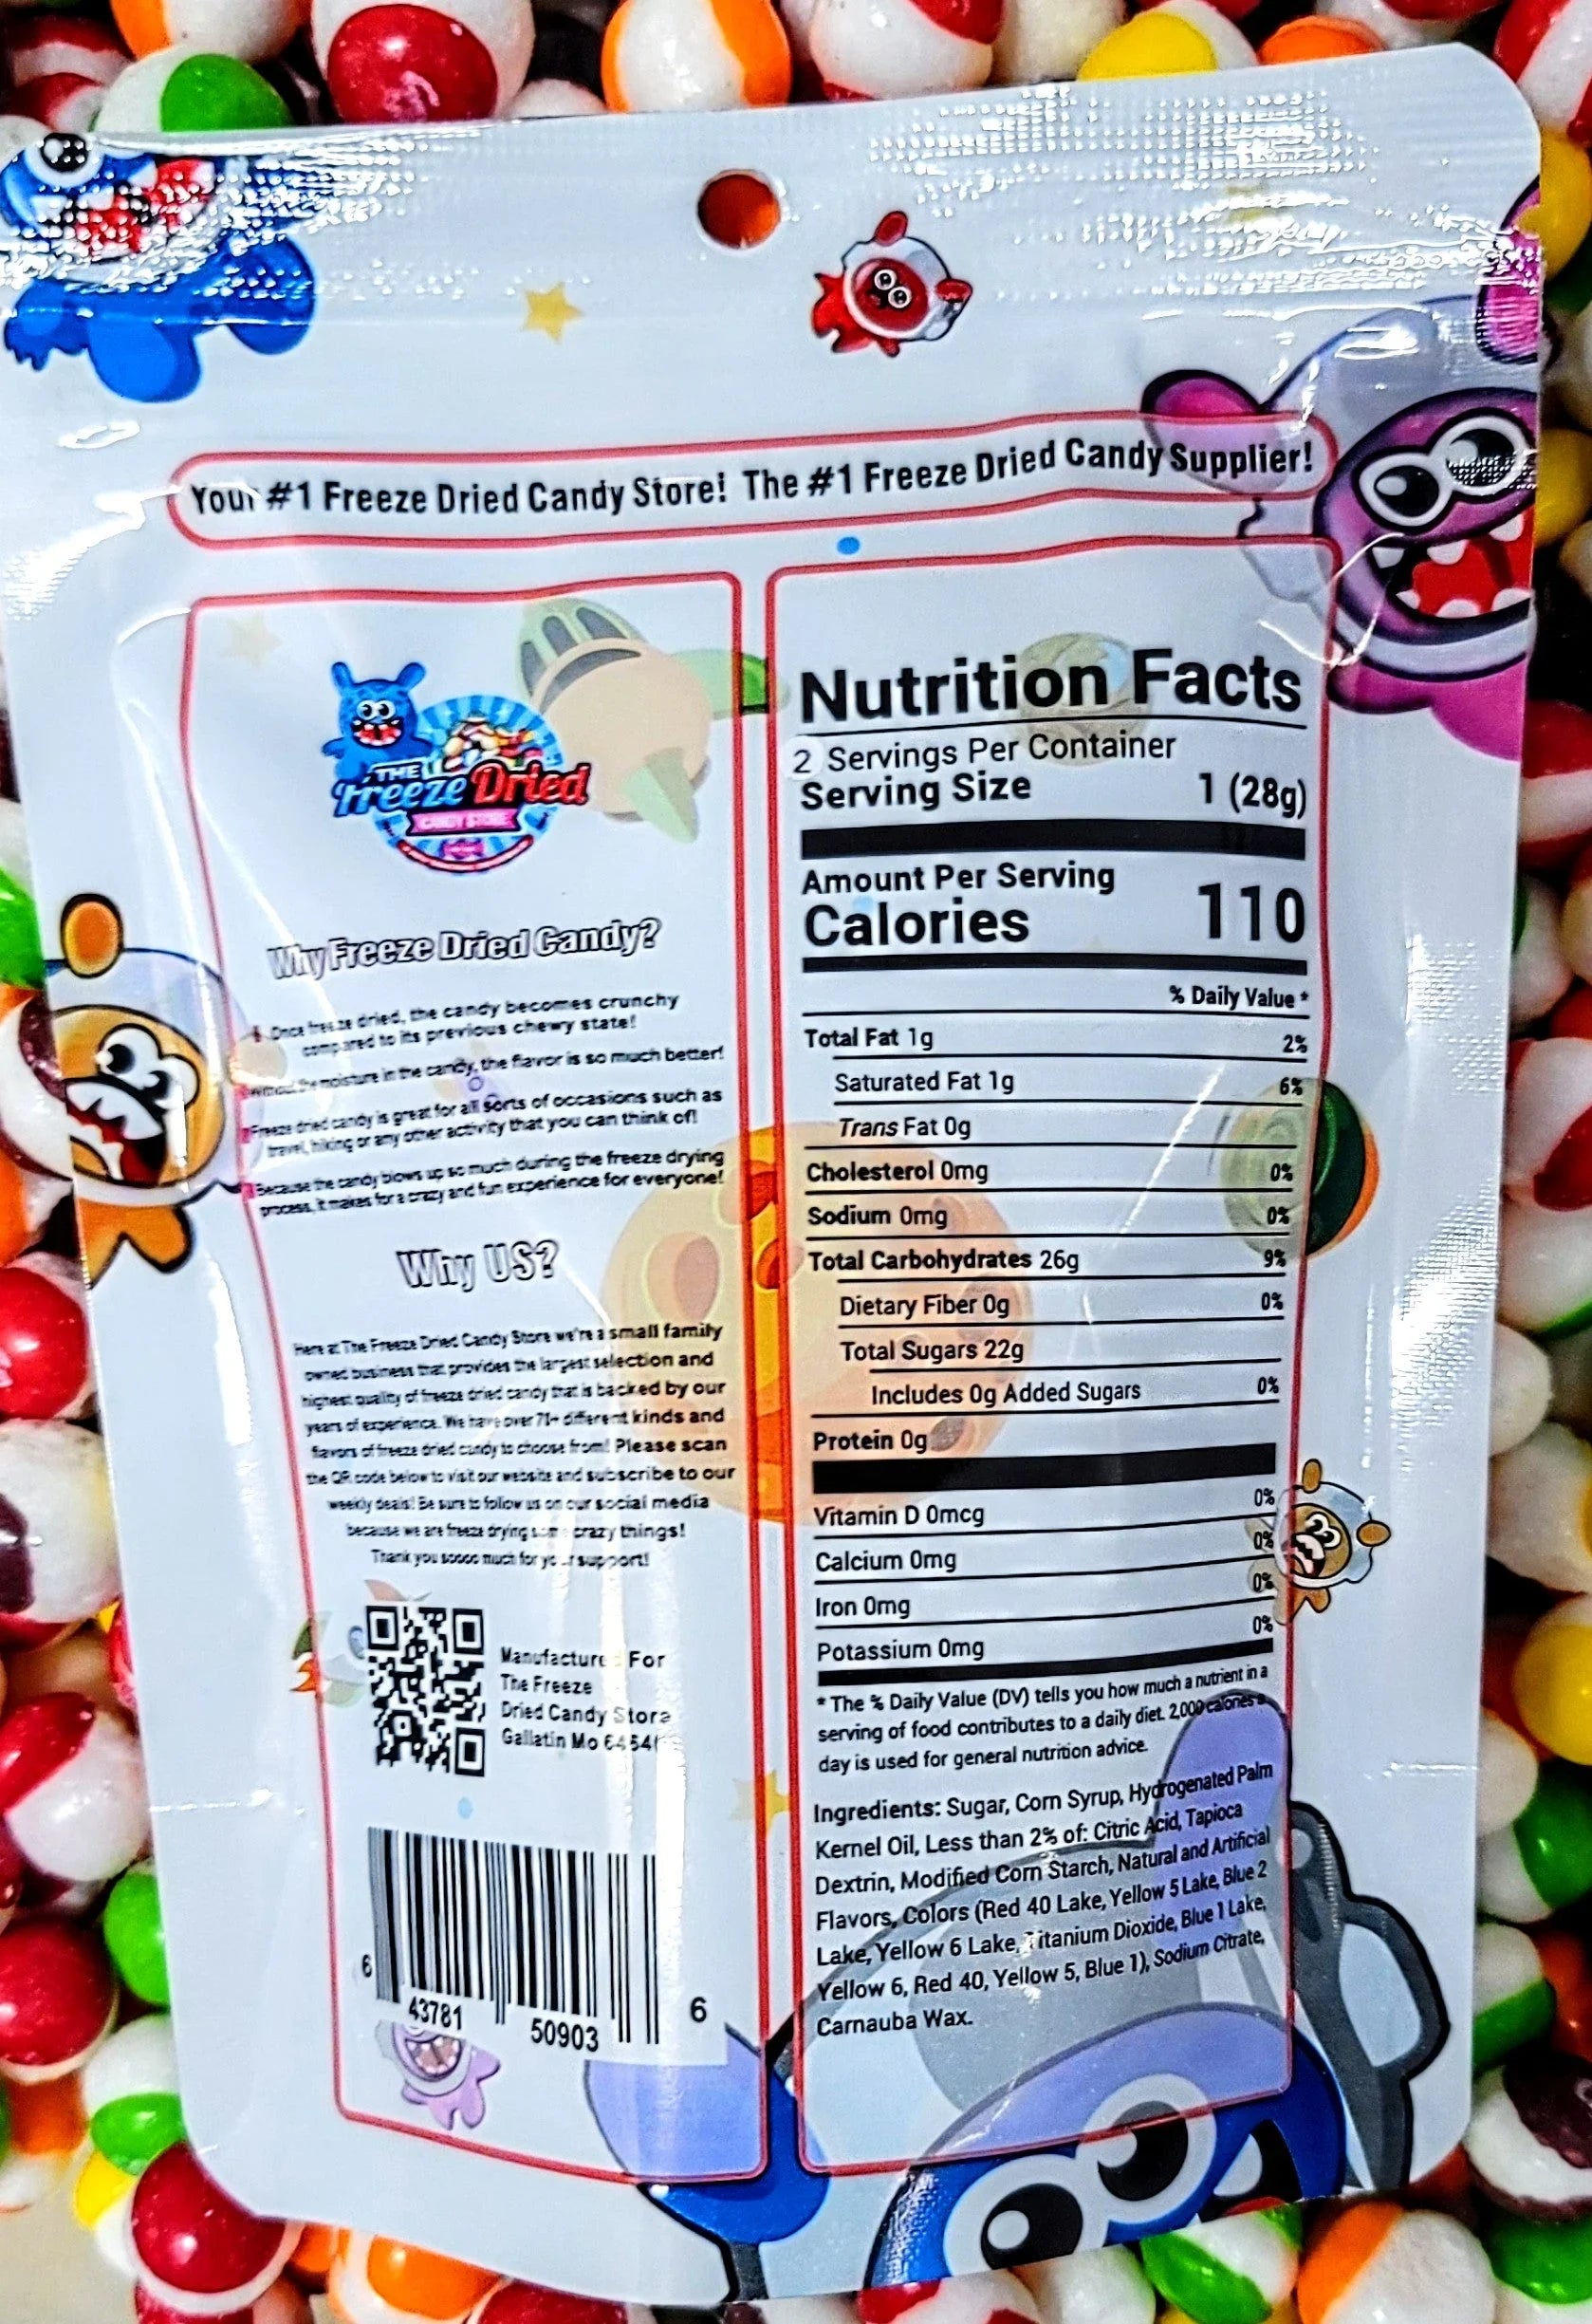 Your #1 Freeze Dried Candy Store! The #1 Freeze Dried Candy Supplier!
THE
Freeze Dried
CANDY STORE
Why Freeze Dried Candy?
Once freeze dried, the candy becomes crunchy
compared to its previous chewy state!
Without the moisture in the candy, the flavor is so much better!
Freeze dried candy is great for all sorts of occasions such as
travel, hiking or any other activity that you can think of!
Because the candy blows up so much during the freeze drying
process, it makes for a crazy and fun experience for everyone!
Why US?
Here at The Freeze Dried Candy Store we're a small family
owned business that provides the largest selection and
highest quality of freeze dried candy that is backed by our
years of experience. We have over 71+ different kinds and
flavors of freeze dried candy to choose from! Please scan
the QR code below to visit our website and subscribe to our
weekly deals! Be sure to follow us on our social media
because we are freeze drying some crazy things!
Thank you soooo much for your support!
Manufactured For
The Freeze
Dried Candy Store
Gallatin Mo
6 43781 50903 6
Nutrition Facts
2 Servings Per Container
Serving Size 1 (28g)
Amount Per Serving
Calories 110
% Daily Value *
Total Fat 1g 2%
Saturated Fat 1g 6%
Trans Fat 0g
Cholesterol 0mg 0%
Sodium 0mg 0%
Total Carbohydrates 26g 9%
Dietary Fiber 0g 0%
Total Sugars 22g
Includes 0g Added Sugars 0%
Protein 0g
Vitamin D 0mcg 0%
Calcium 0mg 0%
Iron 0mg 0%
Potassium 0mg 0%
* The % Daily Value (DV) tells you how much a nutrient in a
serving of food contributes to a daily diet. 2,000 calories a
day is used for general nutrition advice.
Ingredients: Sugar, Corn Syrup, Hydrogenated Palm
Kernel Oil, Less than 2% of: Citric Acid, Tapioca
Dextrin, Modified Corn Starch, Natural and Artificial
Flavors, Colors (Red 40 Lake, Yellow 5 Lake, Blue 2
Lake, Yellow 6 Lake, Titanium Dioxide, Blue 1 Lake,
Yellow 6, Red 40, Yellow 5, Blue 1), Sodium Citrate,
Carnauba Wax.